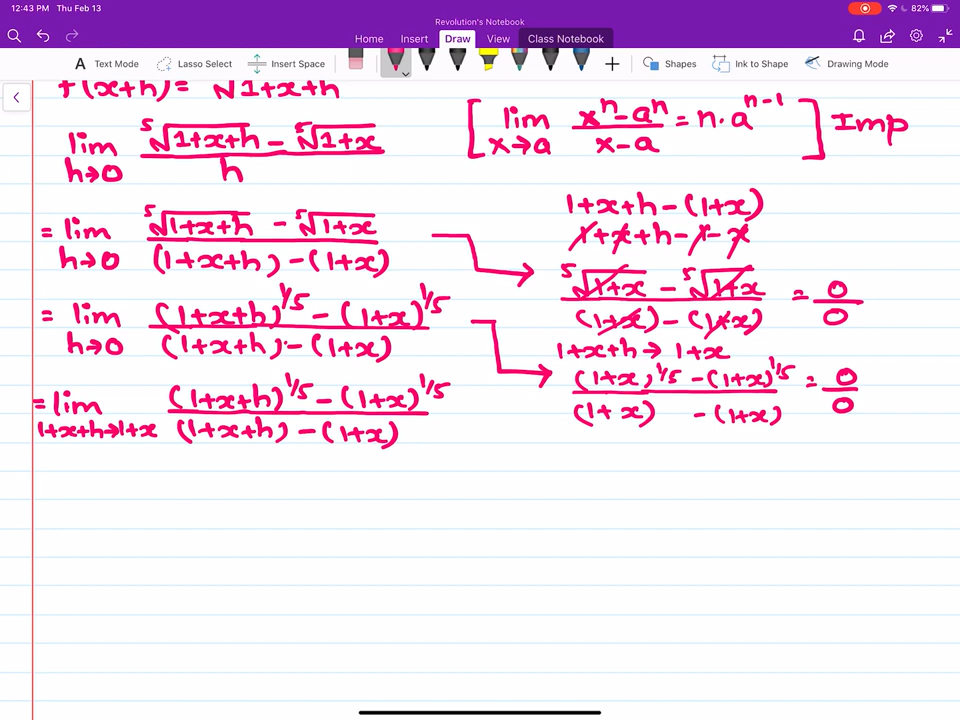 12:43 PM Thu Feb 13
82%
Revolution's Notebook
Home Insert Draw View Class Notebook
Text Mode Lasso Select Insert Space Shapes Ink to Shape Drawing Mode
f(x+h) = √1+x+h
lim h→0 (⁵√1+x+h - ⁵√1+x) / h
[ lim x→a (xⁿ - aⁿ) / (x-a) = n·aⁿ⁻¹ ] Imp
= lim h→0 (⁵√1+x+h - ⁵√1+x) / ((1+x+h) - (1+x))
1+x+h - (1+x)
1+x+h - 1 - x
(⁵√1+x - ⁵√1+x) / ((1+x) - (1+x)) = 0/0
= lim h→0 ((1+x+h)^1/5 - (1+x)^1/5) / ((1+x+h) - (1+x))
1+x+h → 1+x
((1+x)^1/5 - (1+x)^1/5) / ((1+x) - (1+x)) = 0/0
= lim 1+x+h→1+x ((1+x+h)^1/5 - (1+x)^1/5) / ((1+x+h) - (1+x))